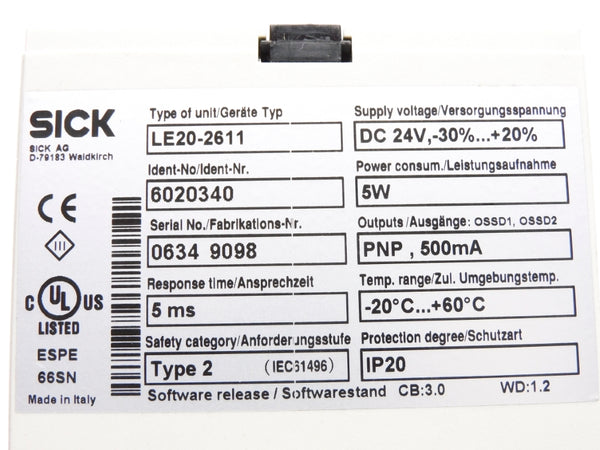 SICK
SICK AG
D-79183 Waldkirch
CE
III
C UL US
LISTED
ESPE
66SN
Made in Italy
Type of unit/Geräte Typ
LE20-2611
Ident-No/Ident-Nr.
6020340
Serial No./Fabrikations-Nr.
0634 9098
Response time/Ansprechzeit
5 ms
Safety category/Anforderungsstufe
Type 2 (IEC61496)
Supply voltage/Versorgungsspannung
DC 24V,-30%...+20%
Power consum./Leistungsaufnahme
5W
Outputs/Ausgänge: OSSD1, OSSD2
PNP , 500mA
Temp. range/Zul. Umgebungstemp.
-20°C...+60°C
Protection degree/Schutzart
IP20
Software release / Softwarestand CB:3.0 WD:1.2